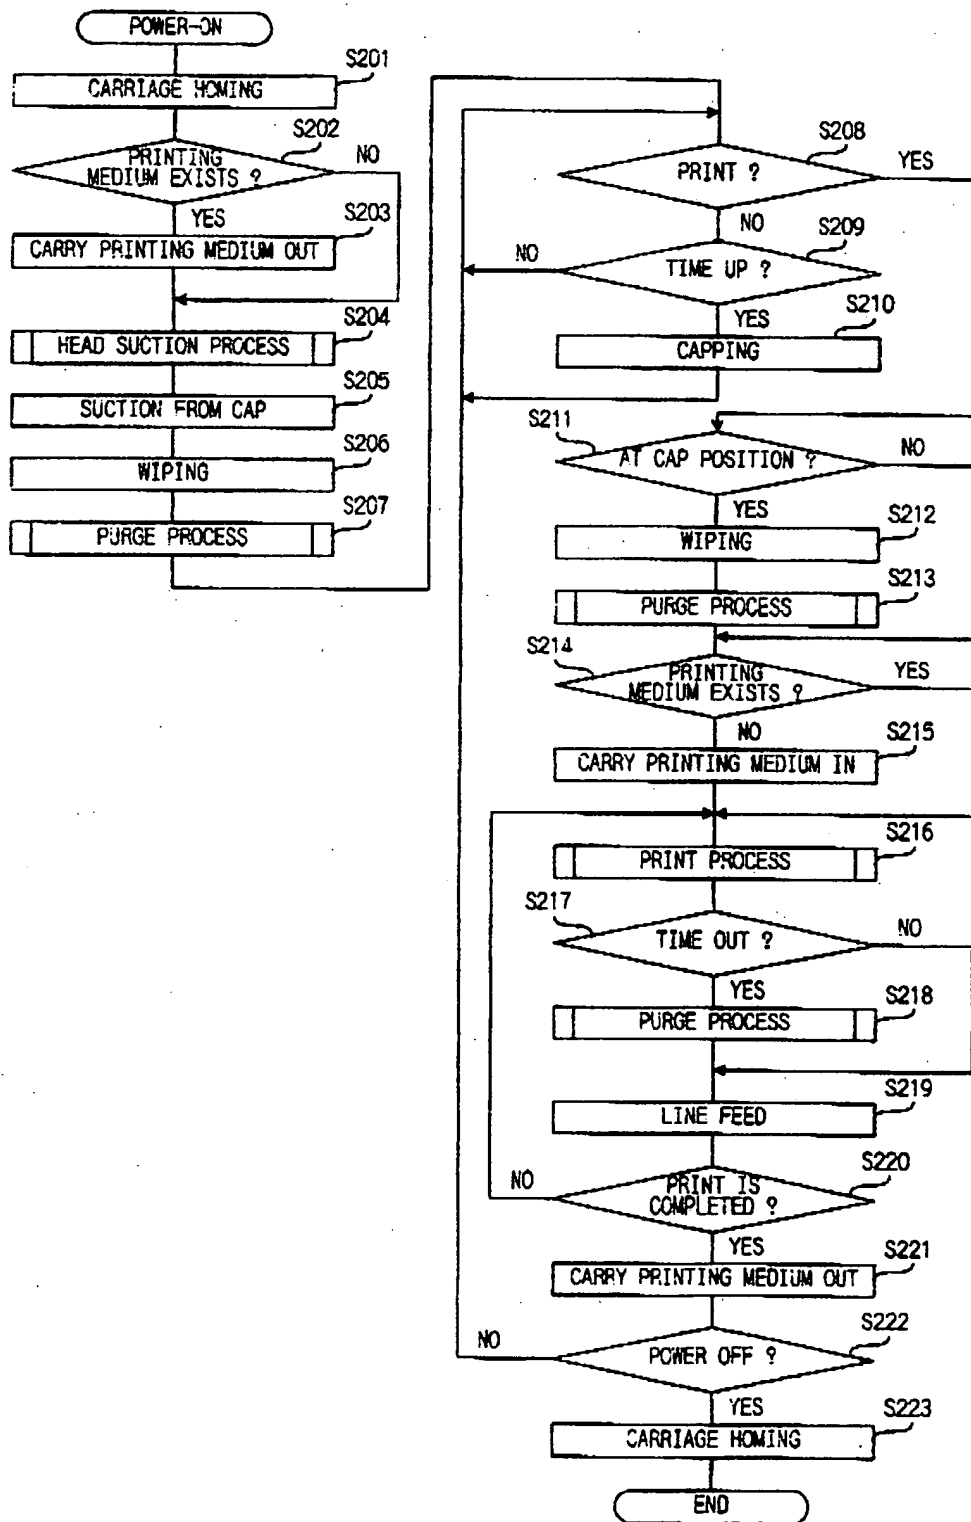 POWER-ON
S201
CARRIAGE HOMING
S202
PRINTING
MEDIUM EXISTS ?
NO
YES
S203
CARRY PRINTING MEDIUM OUT
S204
HEAD SUCTION PROCESS
S205
SUCTION FROM CAP
S206
WIPING
S207
PURGE PROCESS
S208
PRINT ?
YES
NO
S209
TIME UP ?
NO
YES
S210
CAPPING
S211
AT CAP POSITION ?
NO
YES
S212
WIPING
S213
PURGE PROCESS
S214
PRINTING
MEDIUM EXISTS ?
YES
NO
S215
CARRY PRINTING MEDIUM IN
S216
PRINT PROCESS
S217
TIME OUT ?
NO
YES
S218
PURGE PROCESS
S219
LINE FEED
S220
PRINT IS
COMPLETED ?
NO
YES
S221
CARRY PRINTING MEDIUM OUT
S222
POWER OFF ?
NO
YES
S223
CARRIAGE HOMING
END